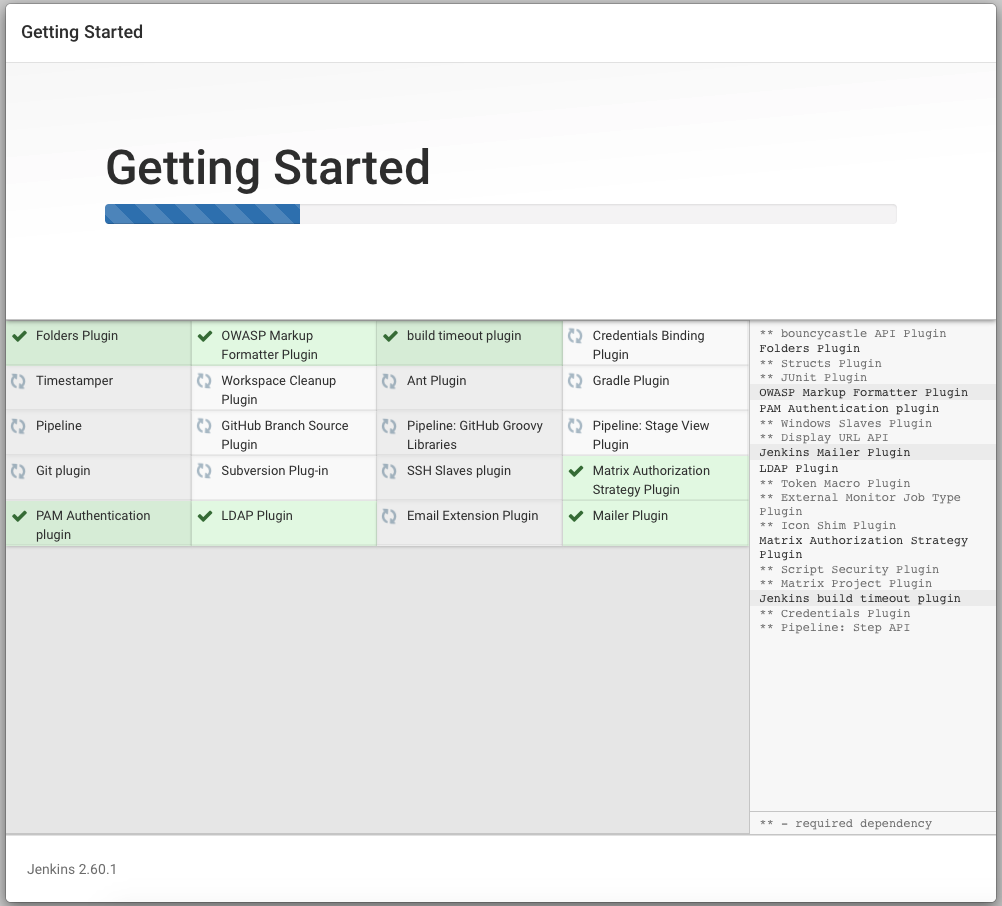 Getting Started
Getting Started
Folders Plugin
OWASP Markup
Formatter Plugin
build timeout plugin
Credentials Binding
Plugin
Timestamper
Workspace Cleanup
Plugin
Ant Plugin
Gradle Plugin
Pipeline
GitHub Branch Source
Plugin
Pipeline: GitHub Groovy
Libraries
Pipeline: Stage View
Plugin
Git plugin
Subversion Plug-in
SSH Slaves plugin
Matrix Authorization
Strategy Plugin
PAM Authentication
plugin
LDAP Plugin
Email Extension Plugin
Mailer Plugin
** bouncycastle API Plugin
Folders Plugin
** Structs Plugin
** JUnit Plugin
OWASP Markup Formatter Plugin
PAM Authentication plugin
** Windows Slaves Plugin
** Display URL API
Jenkins Mailer Plugin
LDAP Plugin
** Token Macro Plugin
** External Monitor Job Type
Plugin
** Icon Shim Plugin
Matrix Authorization Strategy
Plugin
** Script Security Plugin
** Matrix Project Plugin
Jenkins build timeout plugin
** Credentials Plugin
** Pipeline: Step API
** - required dependency
Jenkins 2.60.1